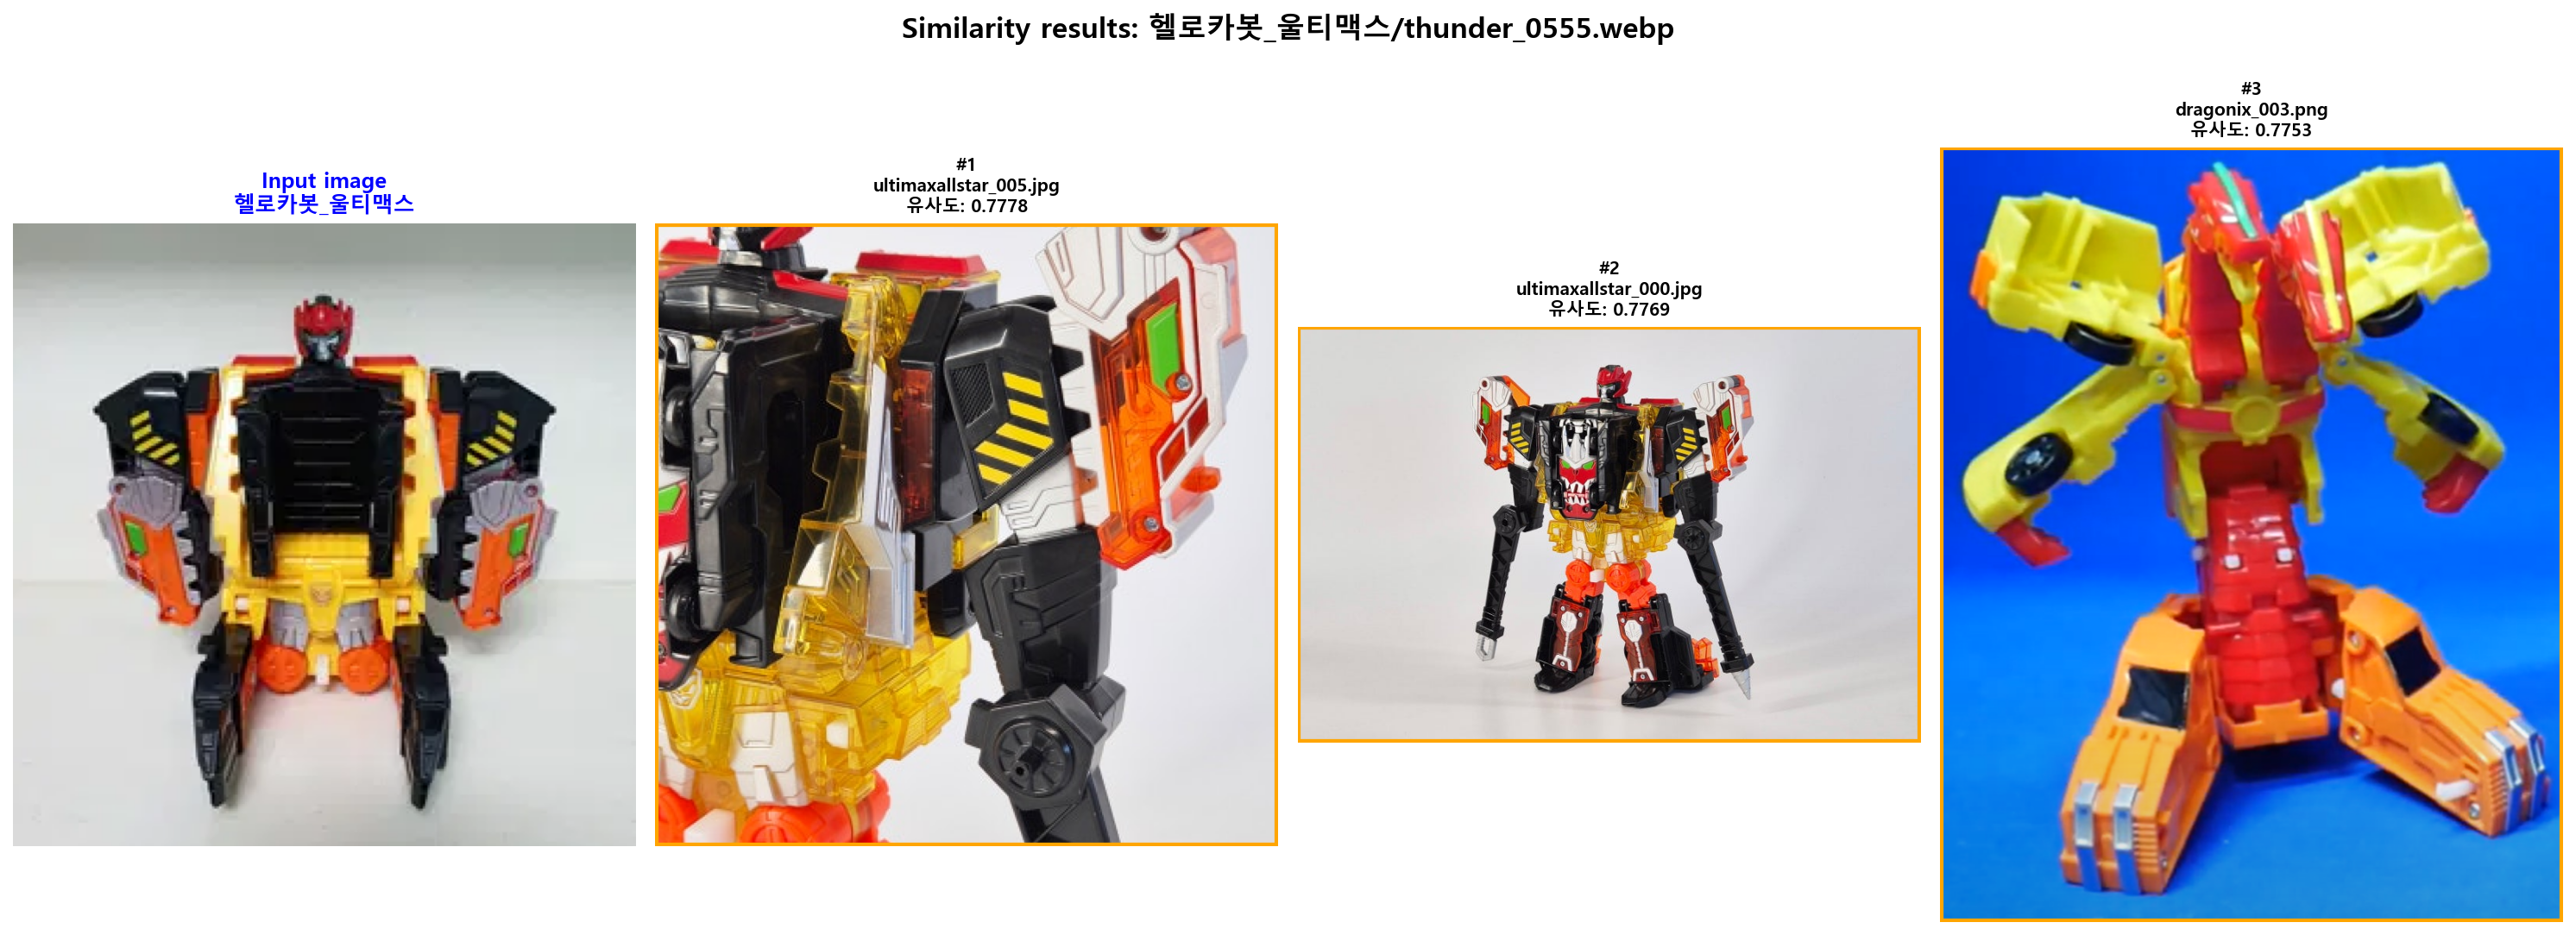 Similarity results: 헬로카봇_울티맥스/thunder_0555.webp
Input image
헬로카봇_울티맥스
#1
ultimaxallstar_005.jpg
유사도: 0.7778
#2
ultimaxallstar_000.jpg
유사도: 0.7769
#3
dragonix_003.png
유사도: 0.7753